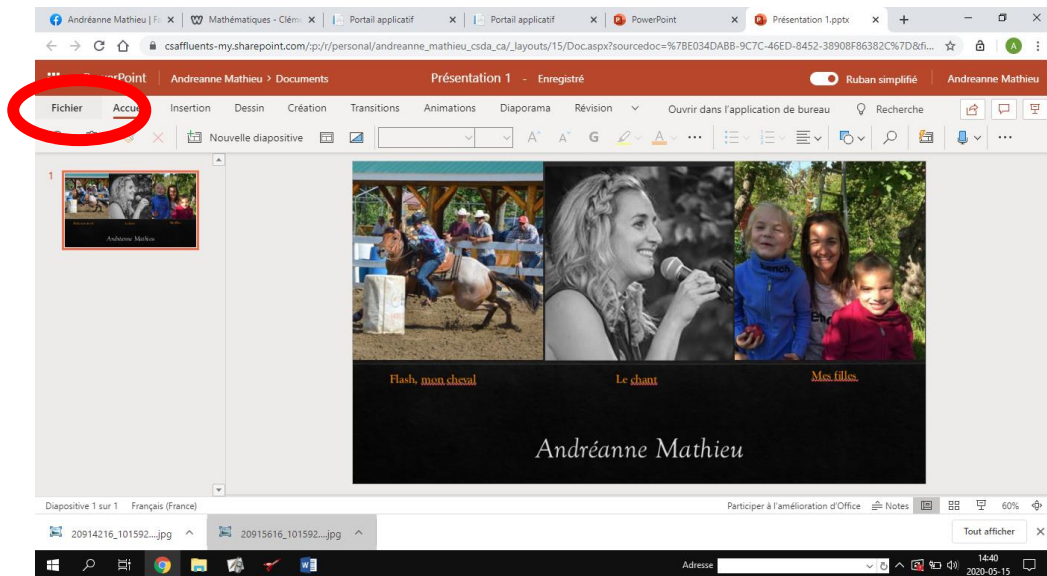 Andréanne Mathieu | Fa
Mathématiques - Clém
Portail applicatif
Portail applicatif
PowerPoint
Présentation 1.pptx
csaffluents-my.sharepoint.com/:p:/r/personal/andreanne_mathieu_csda_ca/_layouts/15/Doc.aspx?sourcedoc=%7BE034DABB-9C7C-46ED-8452-38908F86382C%7D&fi...
A
Andreanne Mathieu > Documents
Présentation 1 - Enregistré
Ruban simplifié
Andreanne Mathieu
Fichier Insertion Dessin Création Transitions Animations Diaporama Révision
Ouvrir dans l'application de bureau
Recherche
Nouvelle diapositive
A A G A
1
Andréanne Mathieu
Flash, mon cheval
Le chant
Mes filles
Andréanne Mathieu
Diapositive 1 sur 1 Français (France)
Participer à l'amélioration d'Office
Notes
60%
20914216_101592....jpg
20915616_101592....jpg
Tout afficher
Adresse
14:40
2020-05-15